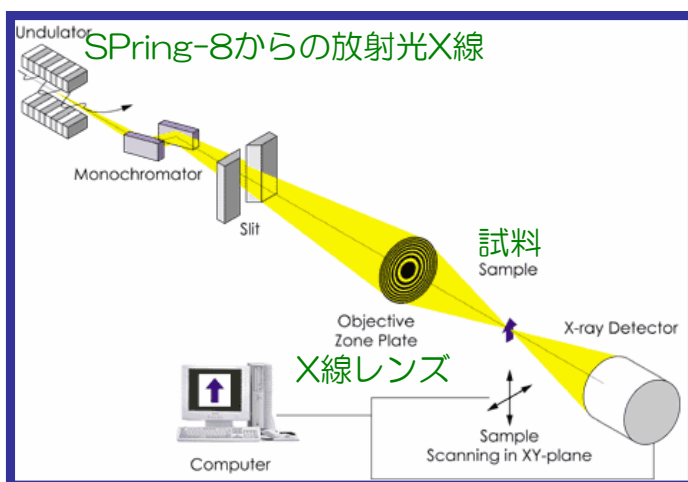 Undulator
SPring-8からの放射光X線
Monochromator
Slit
試料
Sample
Objective
Zone Plate
X-ray Detector
X線レンズ
Sample
Scanning in XY-plane
Computer